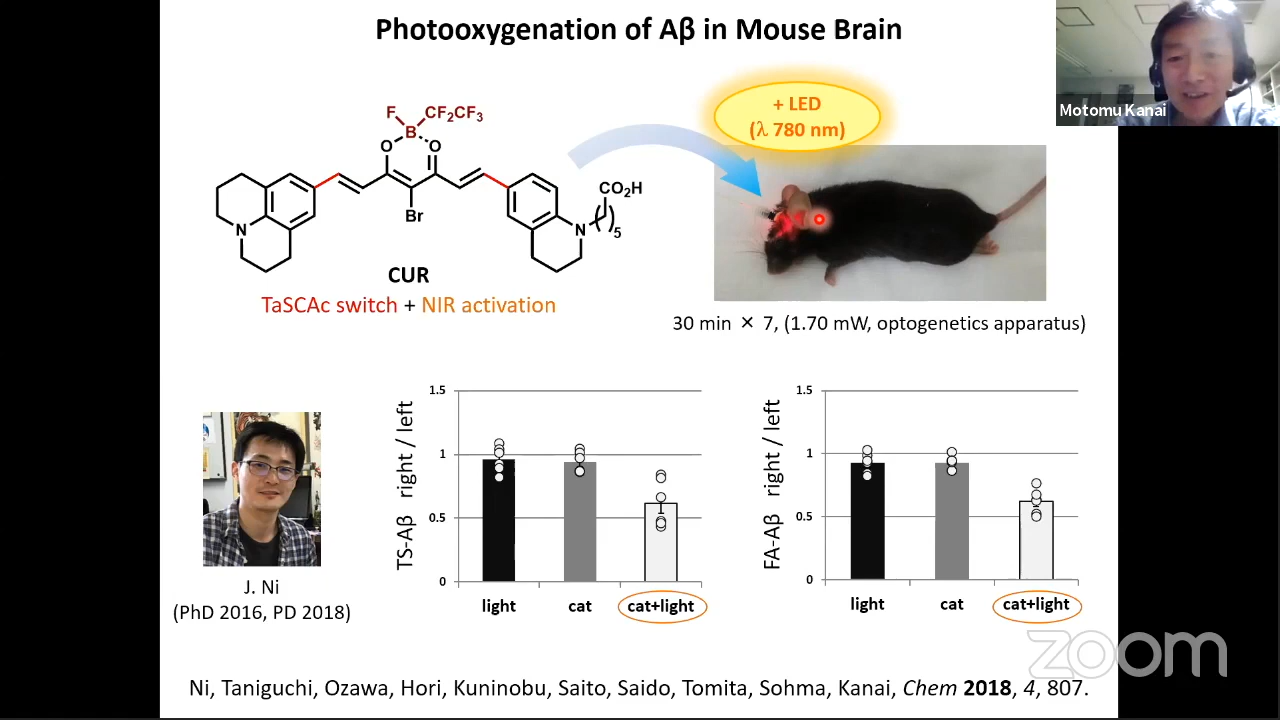 Photooxygenation of Aβ in Mouse Brain
Motomu Kanai
+ LED
(λ 780 nm)
F
CF2CF3
B
O
O
Br
N
N
CO2H
5
CUR
TaSCAc switch + NIR activation
30 min × 7, (1.70 mW, optogenetics apparatus)
J. Ni
(PhD 2016, PD 2018)
TS-Aβ right / left
1.5
1
0.5
0
light
cat
cat+light
FA-Aβ right / left
1.5
1
0.5
0
light
cat
cat+light
zoom
Ni, Taniguchi, Ozawa, Hori, Kuninobu, Saito, Saido, Tomita, Sohma, Kanai, Chem 2018, 4, 807.